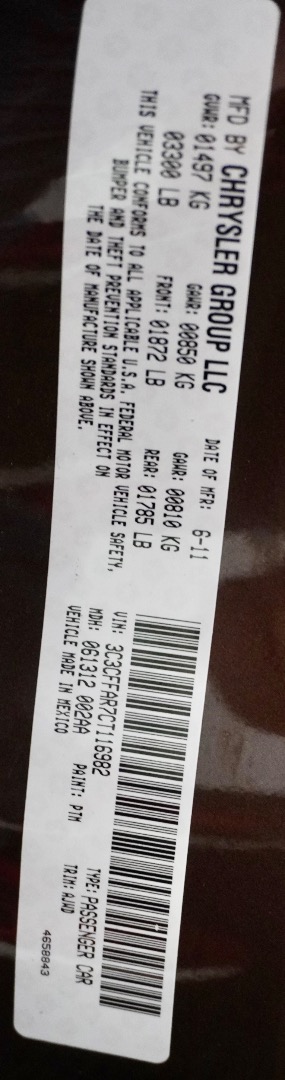 MFD BY CHRYSLER GROUP LLC DATE OF MFR: 6-11
GVWR: 01497 KG GAWR: 00850 KG GAWR: 00810 KG
03300 LB FRONT: 01872 LB REAR: 01785 LB
THIS VEHICLE CONFORMS TO ALL APPLICABLE U.S.A. FEDERAL MOTOR VEHICLE SAFETY,
BUMPER AND THEFT PREVENTION STANDARDS IN EFFECT ON
THE DATE OF MANUFACTURE SHOWN ABOVE.
VIN: 3C3CFFAR7CT116982 TYPE: PASSENGER CAR
MDH: 061312 002AA PAINT: PTM TRIM: AJWD
VEHICLE MADE IN MEXICO
4658843